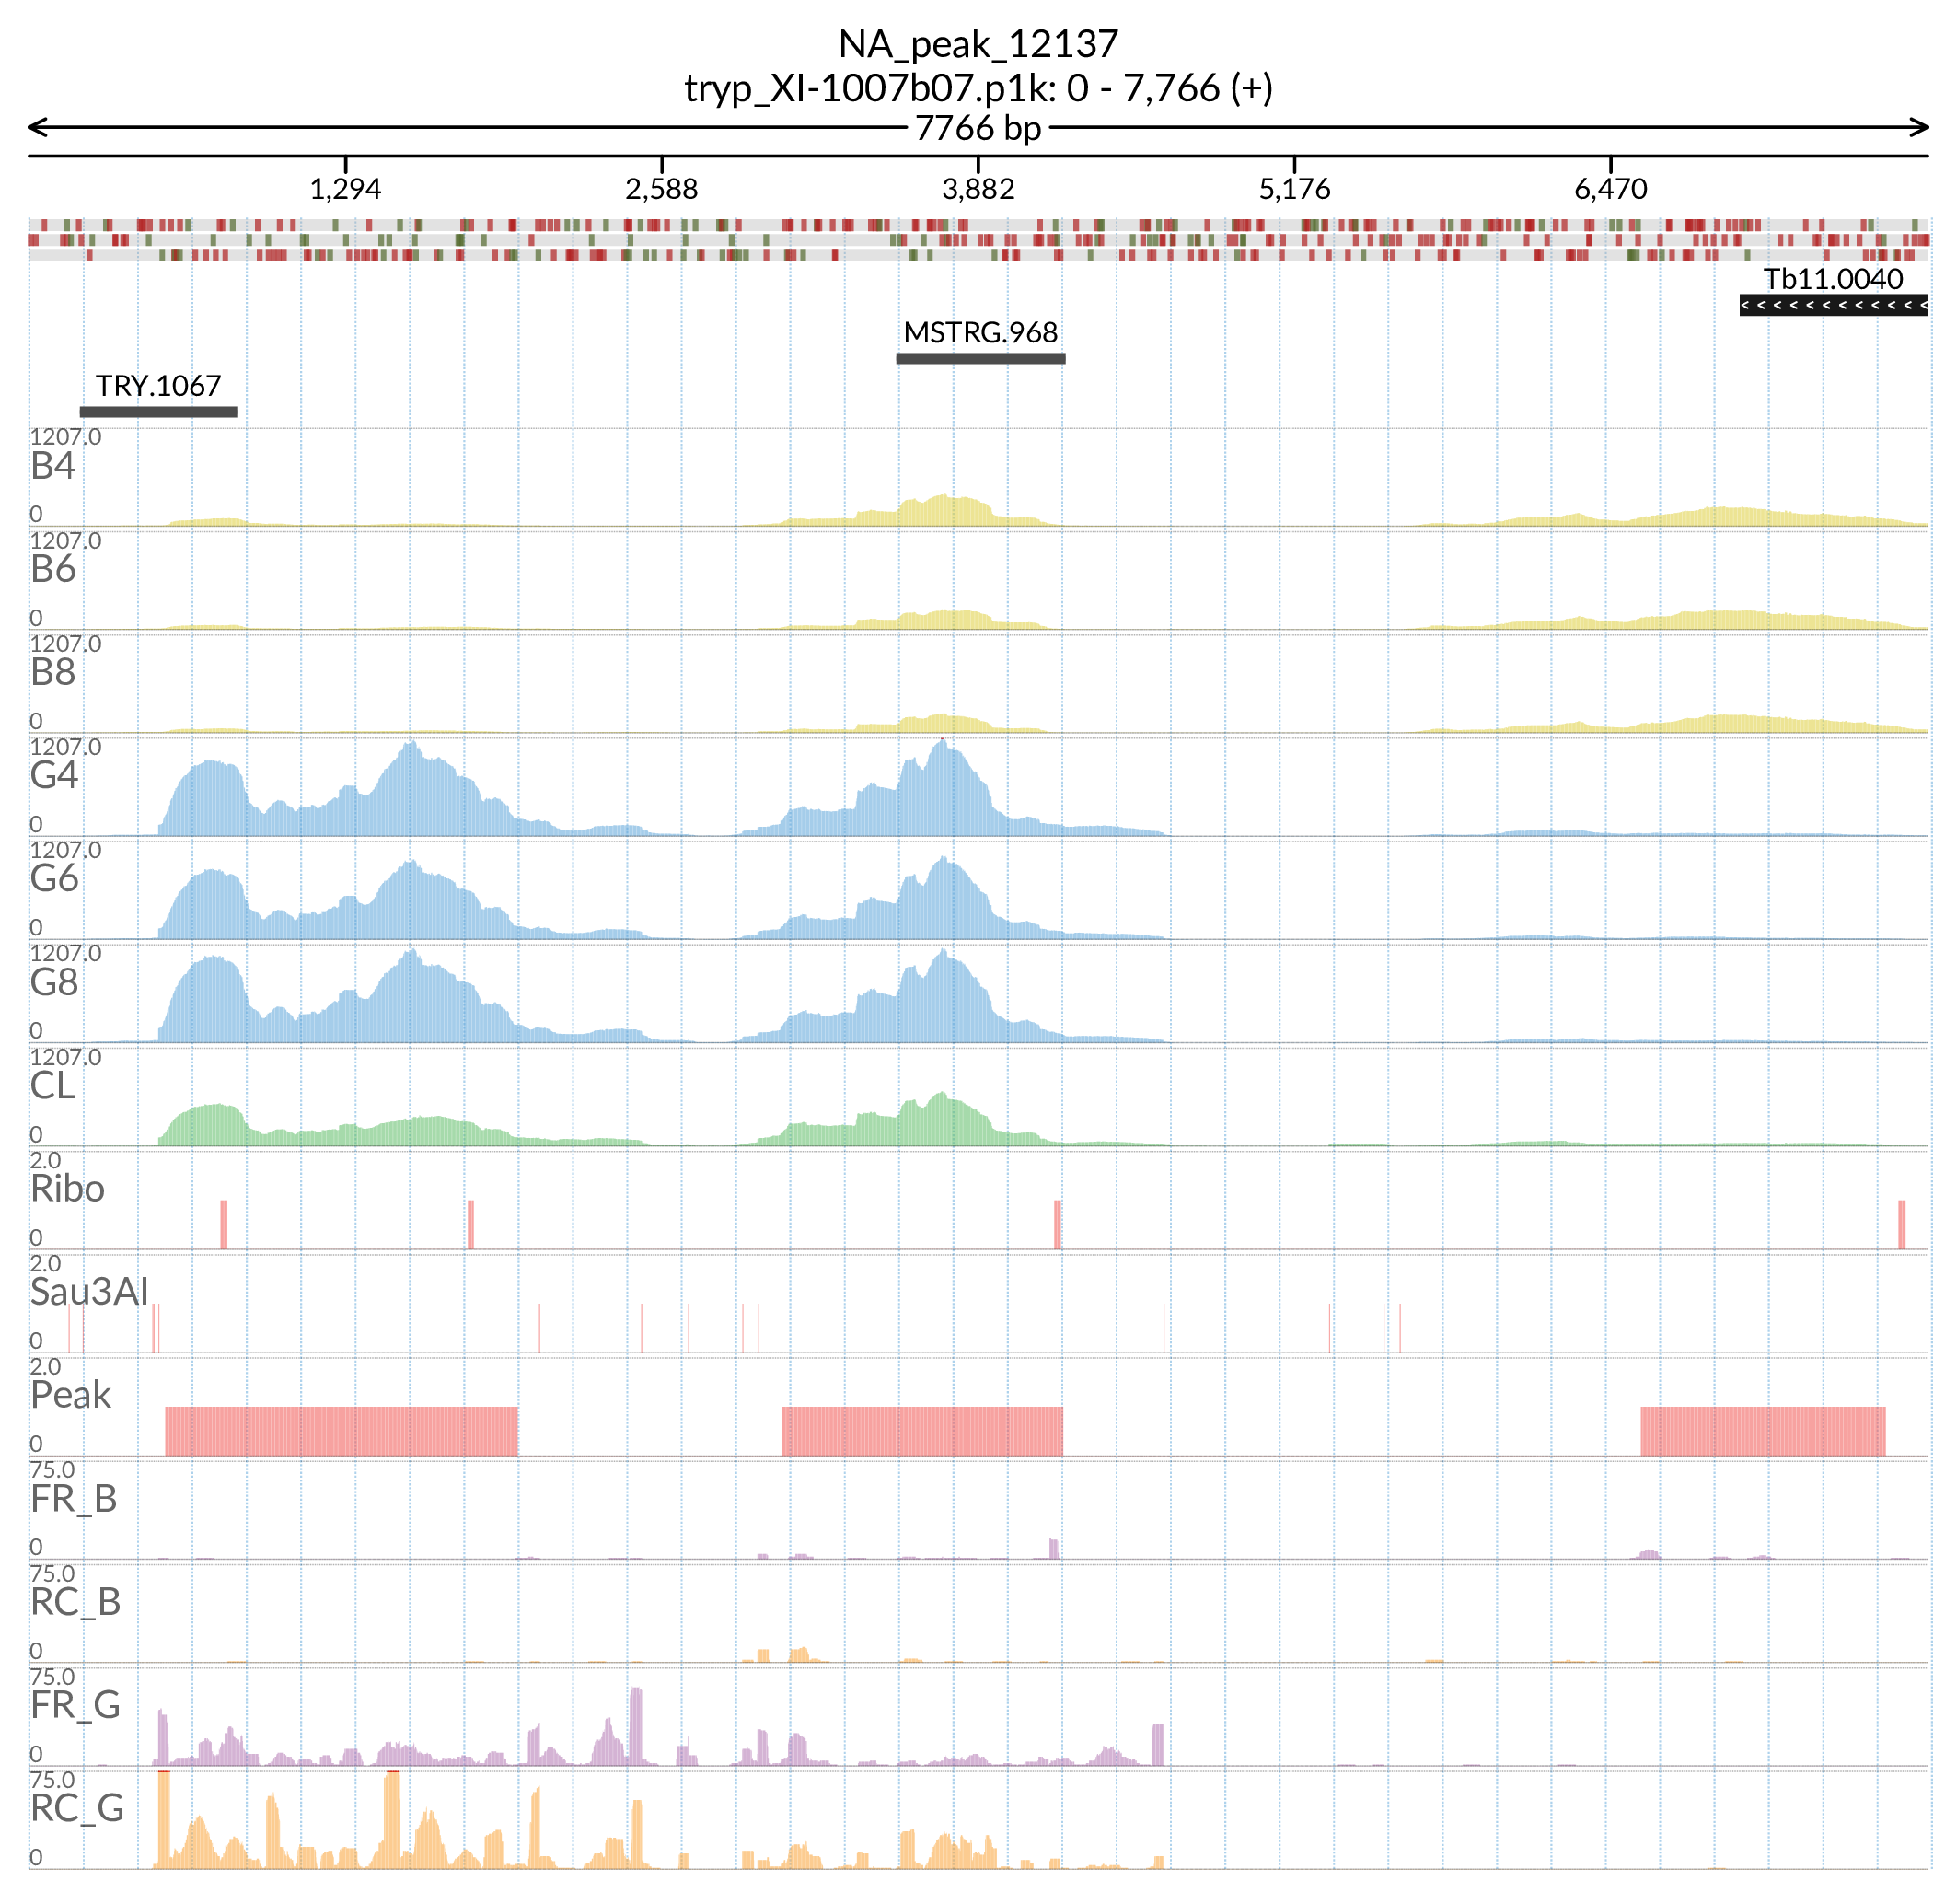 NA_peak_12137
tryp_XI-1007b07.p1k: 0 - 7,766 (+)
7766 bp
1,294 2,588 3,882 5,176 6,470
Tb11.0040
MSTRG.968
TRY.1067
1207.0
B4
0
1207.0
B6
0
1207.0
B8
0
1207.0
G4
0
1207.0
G6
0
1207.0
G8
0
1207.0
CL
0
2.0
Ribo
0
2.0
Sau3AI
0
2.0
Peak
0
75.0
FR_B
0
75.0
RC_B
0
75.0
FR_G
0
75.0
RC_G
0